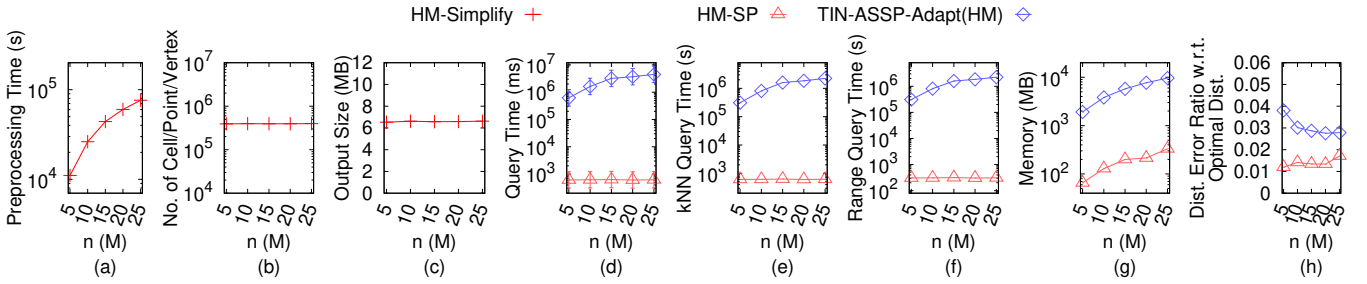 HM-Simplify HM-SP TIN-ASSP-Adapt(HM)
Preprocessing Time (s)
10^5
10^4
5 10 15 20 25
n (M)
(a)
No. of Cell/Point/Vertex
10^7
10^6
10^5
10^4
5 10 15 20 25
n (M)
(b)
Output Size (MB)
12
10
8
6
4
2
0
5 10 15 20 25
n (M)
(c)
Query Time (ms)
10^7
10^6
10^5
10^4
10^3
5 10 15 20 25
n (M)
(d)
kNN Query Time (s)
10^6
10^5
10^4
10^3
5 10 15 20 25
n (M)
(e)
Range Query Time (s)
10^6
10^5
10^4
10^3
10^2
5 10 15 20 25
n (M)
(f)
Memory (MB)
10^4
10^3
10^2
5 10 15 20 25
n (M)
(g)
Dist. Error Ratio w.r.t.
Optimal Dist.
0.06
0.05
0.04
0.03
0.02
0.01
0
5 10 15 20 25
n (M)
(h)